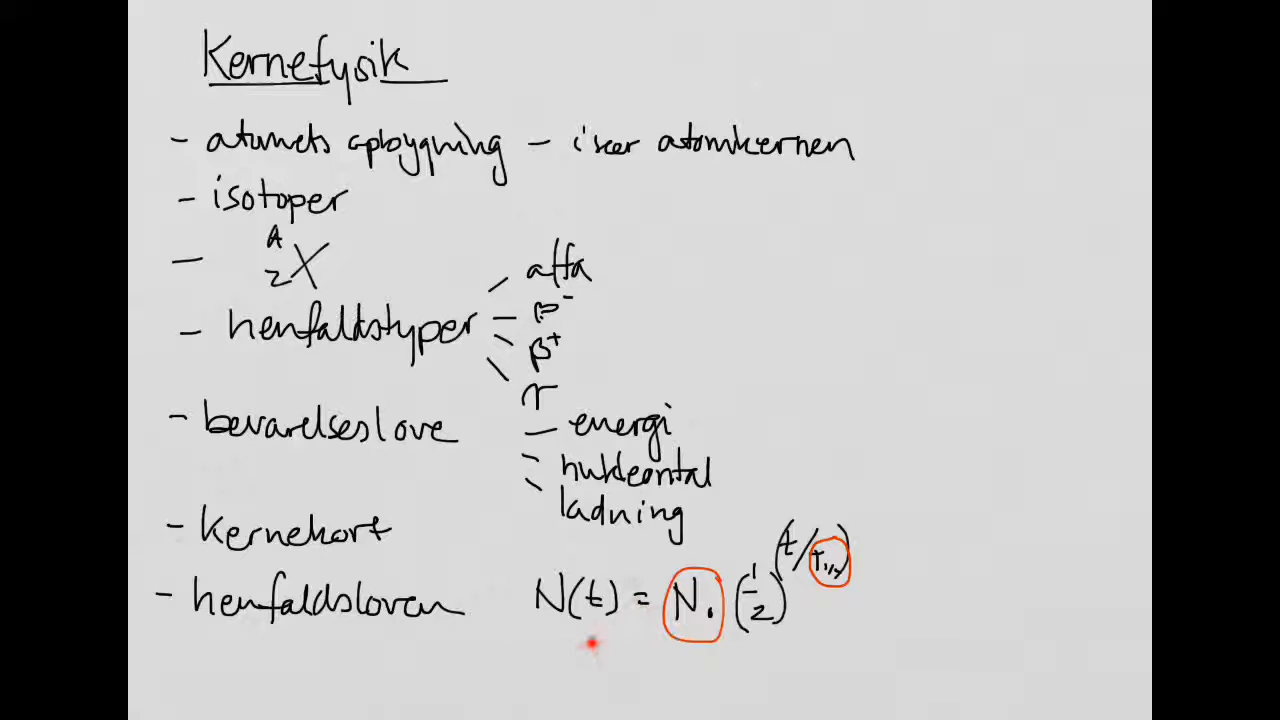 Kernefysik
- atomets opbygning - især atomkernen
- isotoper
- A Z X
- henfaldstyper - alfa
- β⁻
- β⁺
- γ
- bevarelseslove - energi
- nukleontal
- ladning
- kernekort
- henfaldsloven N(t) = N₀ (1/2)^(t/T₁/₂)